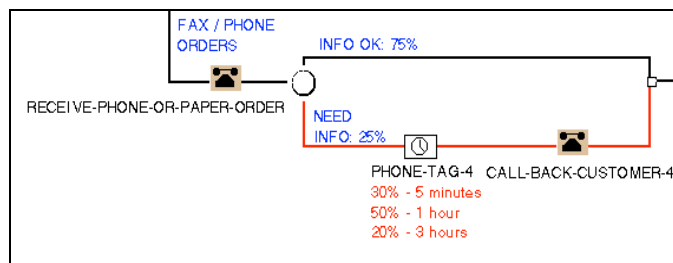 FAX / PHONE
ORDERS
INFO OK: 75%
RECEIVE-PHONE-OR-PAPER-ORDER
NEED
INFO: 25%
PHONE-TAG-4
CALL-BACK-CUSTOMER-4
30% - 5 minutes
50% - 1 hour
20% - 3 hours